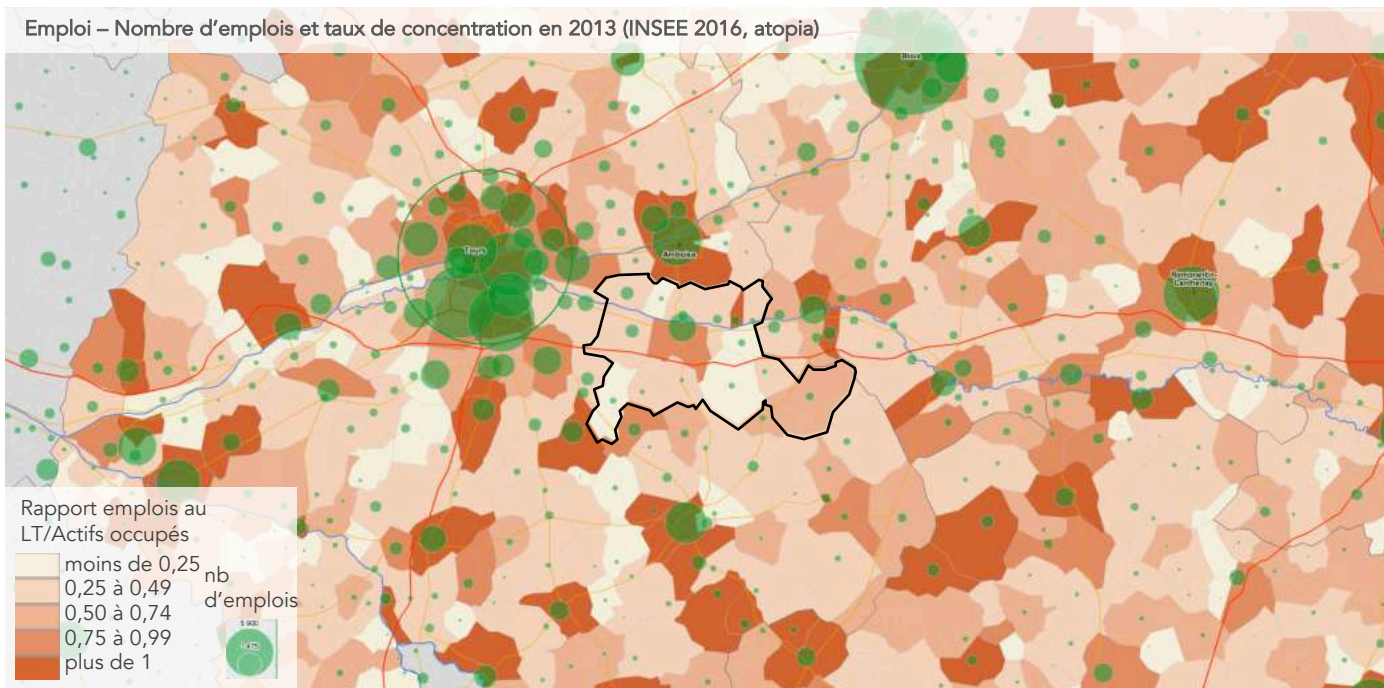 Emploi – Nombre d'emplois et taux de concentration en 2013 (INSEE 2016, atopia)
Blois
Tours
Amboise
Romorantin-
Lanthenay
Rapport emplois au
LT/Actifs occupés
moins de 0,25
0,25 à 0,49
0,50 à 0,74
0,75 à 0,99
plus de 1
nb
d'emplois
5 900
1 475